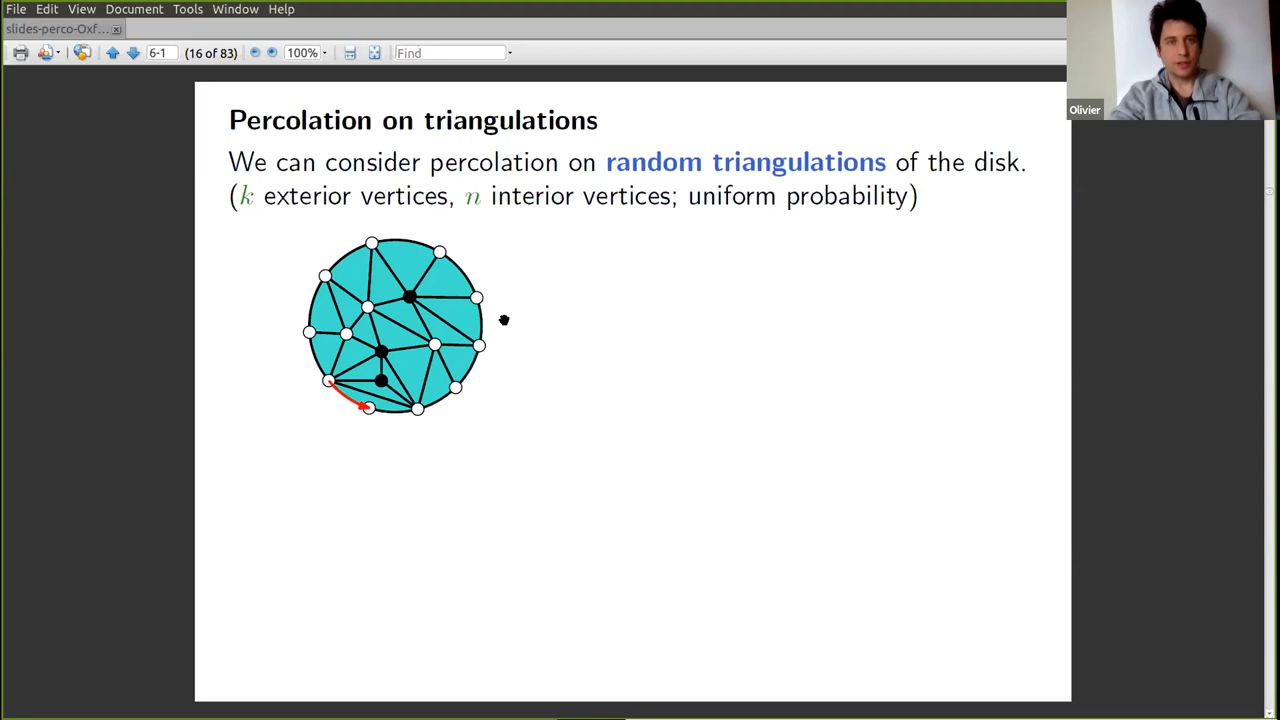 File Edit View Document Tools Window Help
slides-perco-Oxf…
6-1 (16 of 83) 100% Find
Olivier
Percolation on triangulations
We can consider percolation on random triangulations of the disk.
(k exterior vertices, n interior vertices; uniform probability)